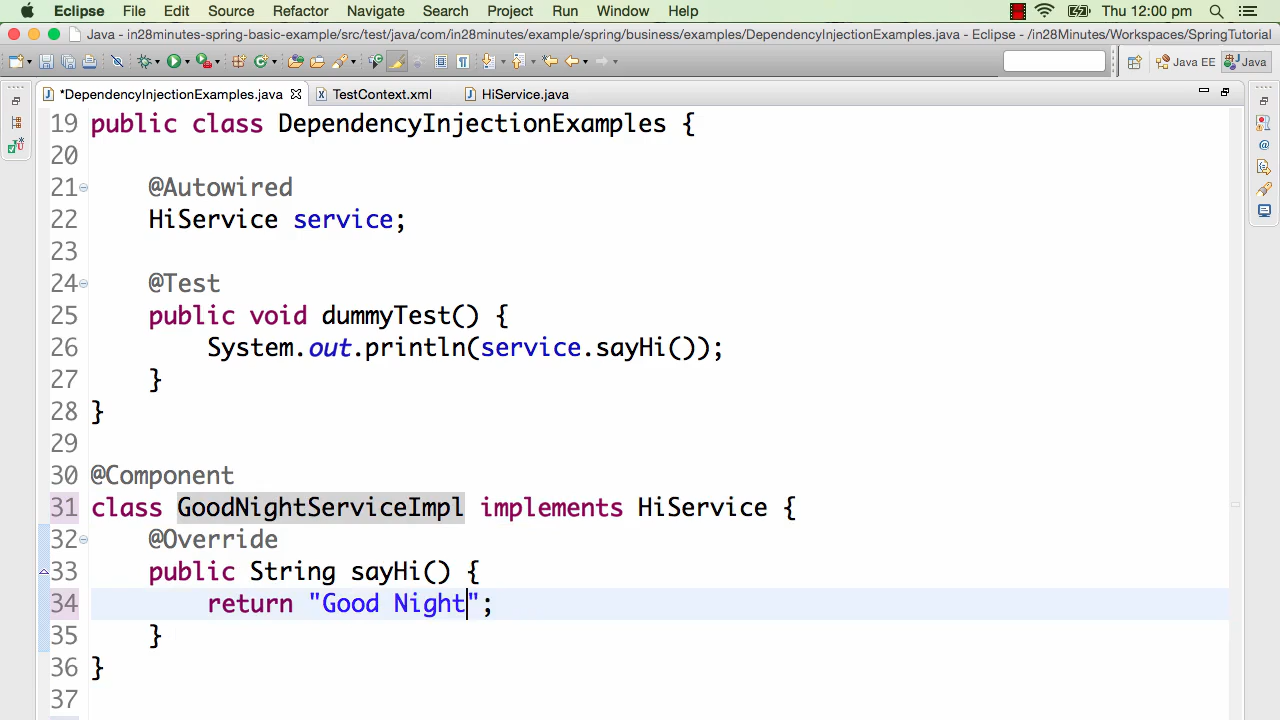 Eclipse File Edit Source Refactor Navigate Search Project Run Window Help Thu 12:00 pm
Java - in28minutes-spring-basic-example/src/test/java/com/in28minutes/example/spring/business/examples/DependencyInjectionExamples.java - Eclipse - /in28Minutes/Workspaces/SpringTutorial
Java EE Java
*DependencyInjectionExamples.java TestContext.xml HiService.java
19 public class DependencyInjectionExamples {
20
21 @Autowired
22 HiService service;
23
24 @Test
25 public void dummyTest() {
26 System.out.println(service.sayHi());
27 }
28 }
29
30 @Component
31 class GoodNightServiceImpl implements HiService {
32 @Override
33 public String sayHi() {
34 return "Good Night";
35 }
36 }
37